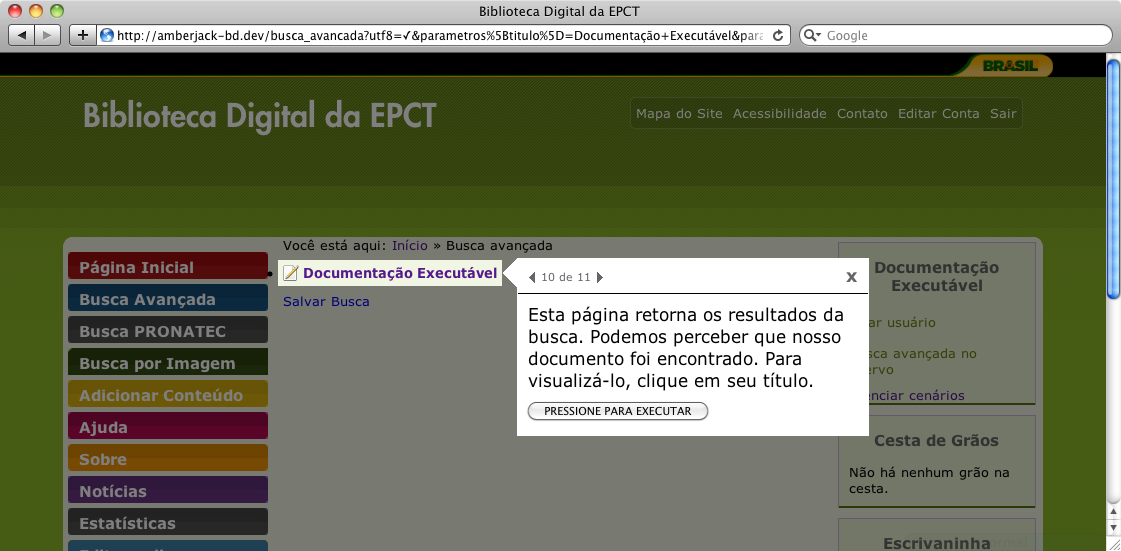 Biblioteca Digital da EPCT
http://amberjack-bd.dev/busca_avancada?utf8=✓&parametros%5Btitulo%5D=Documentação+Executável&para
Google
BRASIL
Biblioteca Digital da EPCT
Mapa do Site Acessibilidade Contato Editar Conta Sair
Você está aqui: Início » Busca avançada
Página Inicial
Busca Avançada
Busca PRONATEC
Busca por Imagem
Adicionar Conteúdo
Ajuda
Sobre
Notícias
Estatísticas
Documentação Executável
Salvar Busca
10 de 11
x
Esta página retorna os resultados da
busca. Podemos perceber que nosso
documento foi encontrado. Para
visualizá-lo, clique em seu título.
PRESSIONE PARA EXECUTAR
Documentação
Executável
ar usuário
sca avançada no
ervo
enciar cenários
Cesta de Grãos
Não há nenhum grão na
cesta.
Escrivaninha